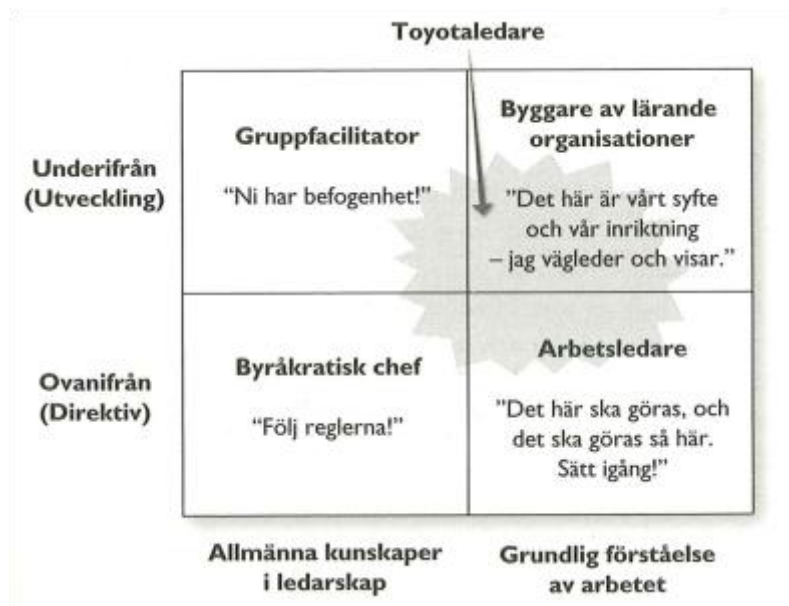 Toyotaledare
Underifrån
(Utveckling)
Gruppfacilitator
“Ni har befogenhet!”
Byggare av lärande
organisationer
”Det här är vårt syfte
och vår inriktning
– jag vägleder och visar.”
Ovanifrån
(Direktiv)
Byråkratisk chef
“Följ reglerna!”
Arbetsledare
”Det här ska göras, och
det ska göras så här.
Sätt igång!”
Allmänna kunskaper
i ledarskap
Grundlig förståelse
av arbetet